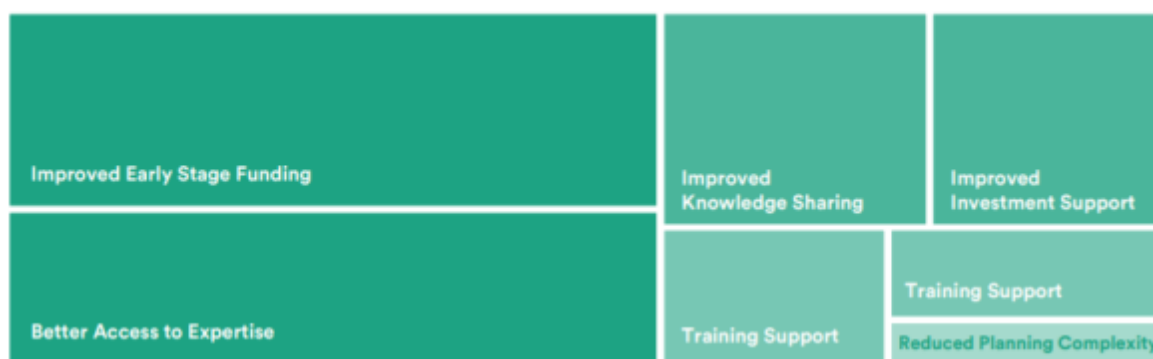 Improved Early Stage Funding
Better Access to Expertise
Improved
Knowledge Sharing
Improved
Investment Support
Training Support
Training Support
Reduced Planning Complexity